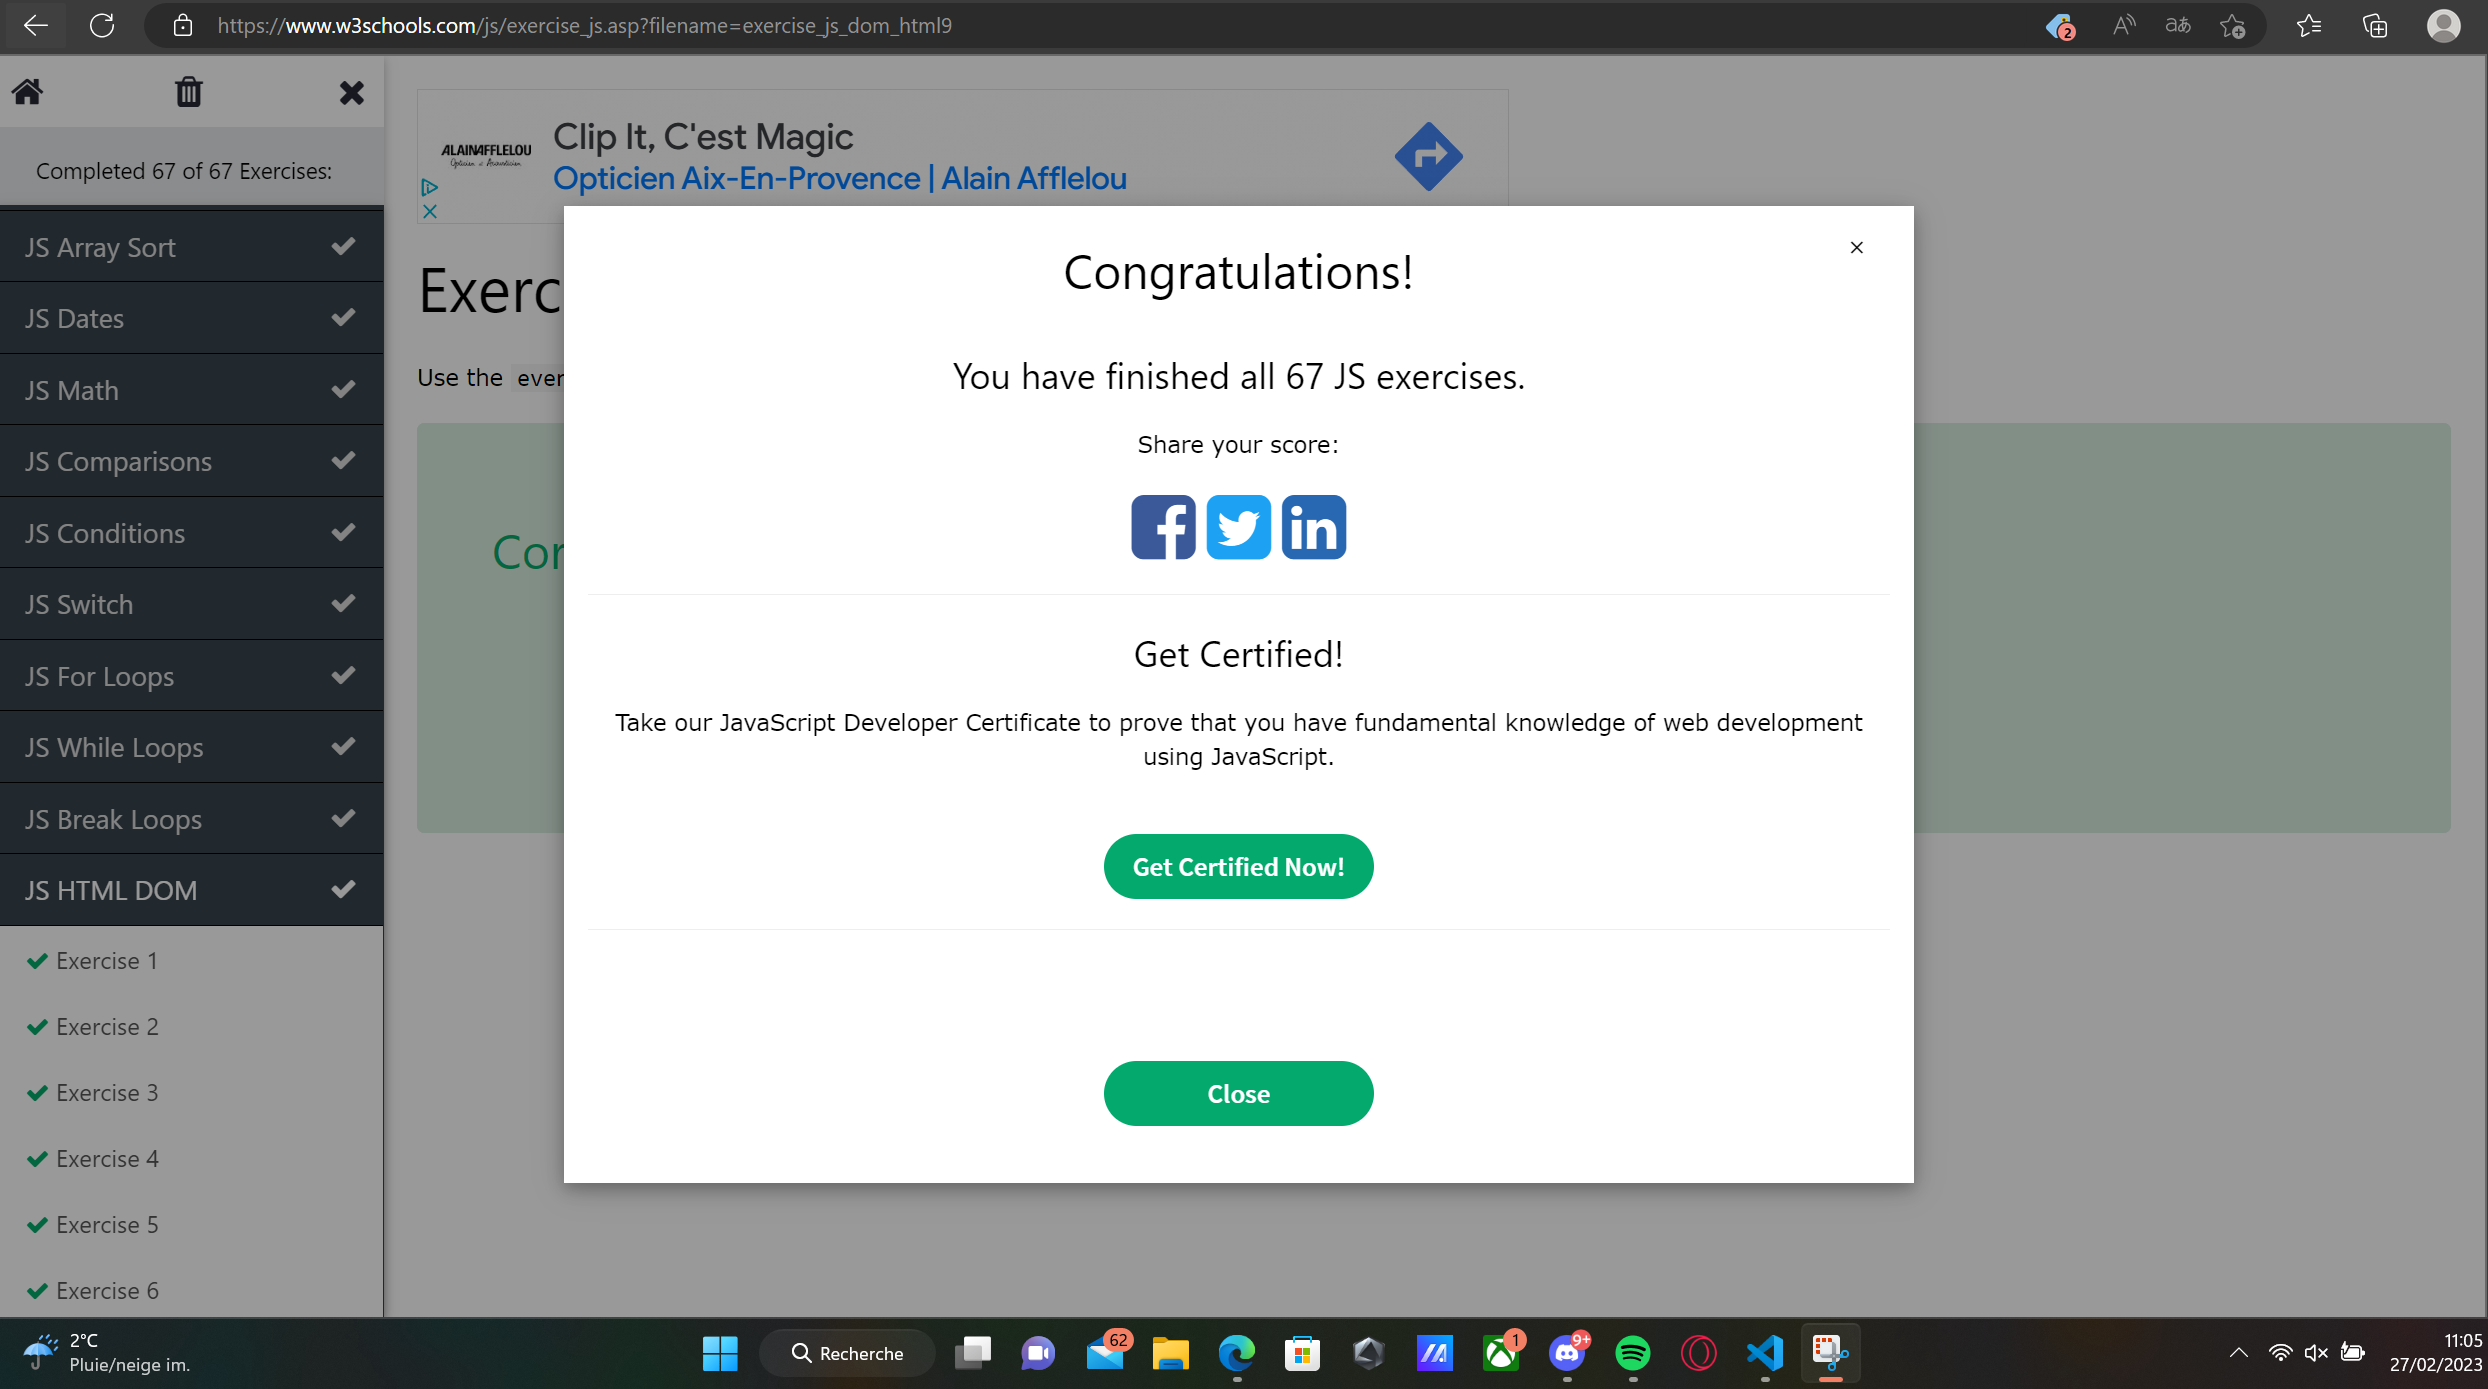 https://www.w3schools.com/js/exercise_js.asp?filename=exercise_js_dom_html9
2
Completed 67 of 67 Exercises:
JS Array Sort
JS Dates
JS Math
JS Comparisons
JS Conditions
JS Switch
JS For Loops
JS While Loops
JS Break Loops
JS HTML DOM
Exercise 1
Exercise 2
Exercise 3
Exercise 4
Exercise 5
Exercise 6
ALAINAFFLELOU
Opticien et Acousticien
Clip It, C'est Magic
Opticien Aix-En-Provence | Alain Afflelou
Exerc
Use the ever
Cor
×
Congratulations!
You have finished all 67 JS exercises.
Share your score:
Get Certified!
Take our JavaScript Developer Certificate to prove that you have fundamental knowledge of web development
using JavaScript.
Get Certified Now!
Close
2°C
Pluie/neige im.
Recherche
62
1
9+
11:05
27/02/2023